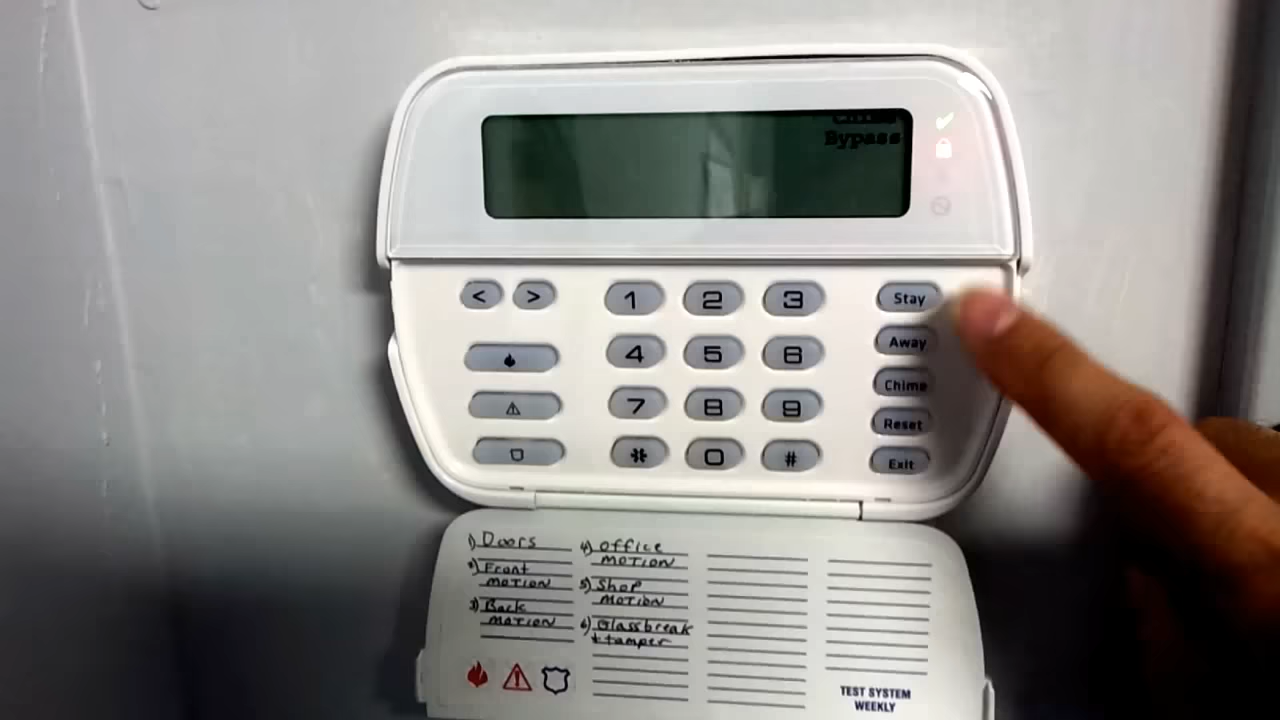 Bypass
< > 1 2 3 Stay
4 5 6 Away
Chime
7 8 9 Reset
* 0 # Exit
1) Doors
2) Front
MOTION
3) Back
MOTION
4) Office
MOTION
5) Shop
MOTION
6) Glassbreak
+ tamper
TEST SYSTEM
WEEKLY